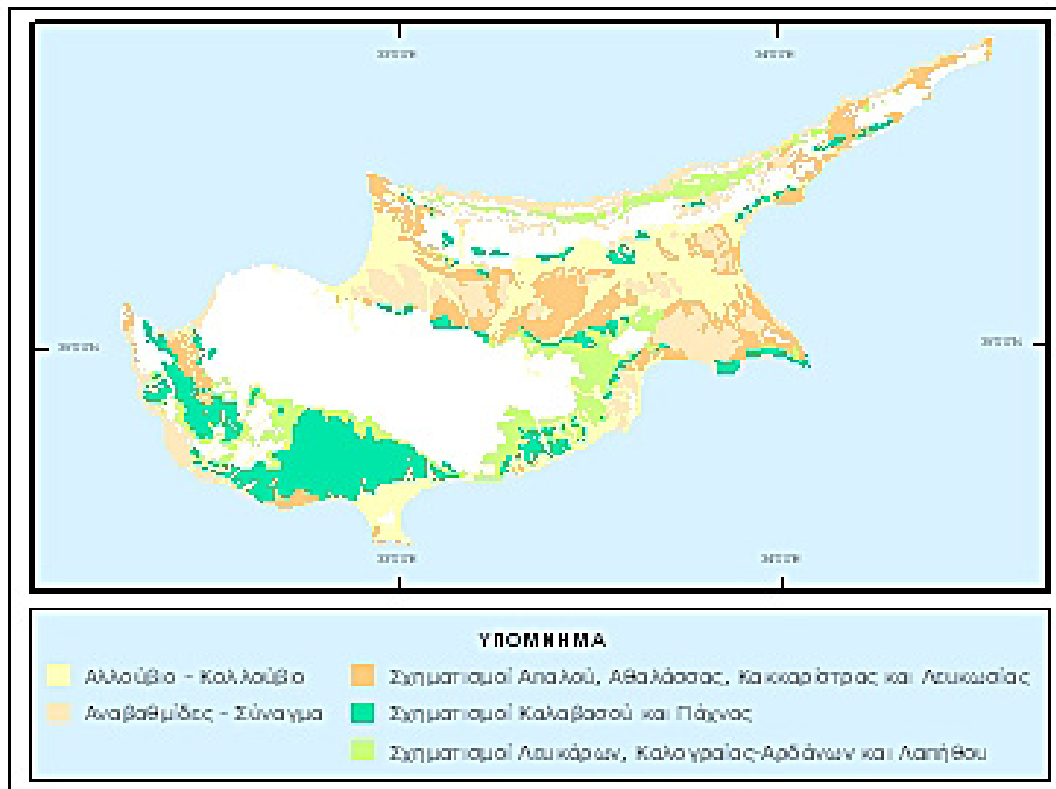 ΥΠΟΜΝΗΜΑ
Αλλούβιο - Κολλούβιο
Αναβαθμίδες - Σύναγμα
Σχηματισμοί Απαλού, Αθαλάσσας, Κακκαρίστρας και Λευκωσίας
Σχηματισμοί Καλαβασού και Πάχνας
Σχηματισμοί Λευκάρων, Καλογραίας-Αρδάνων και Λαπήθου